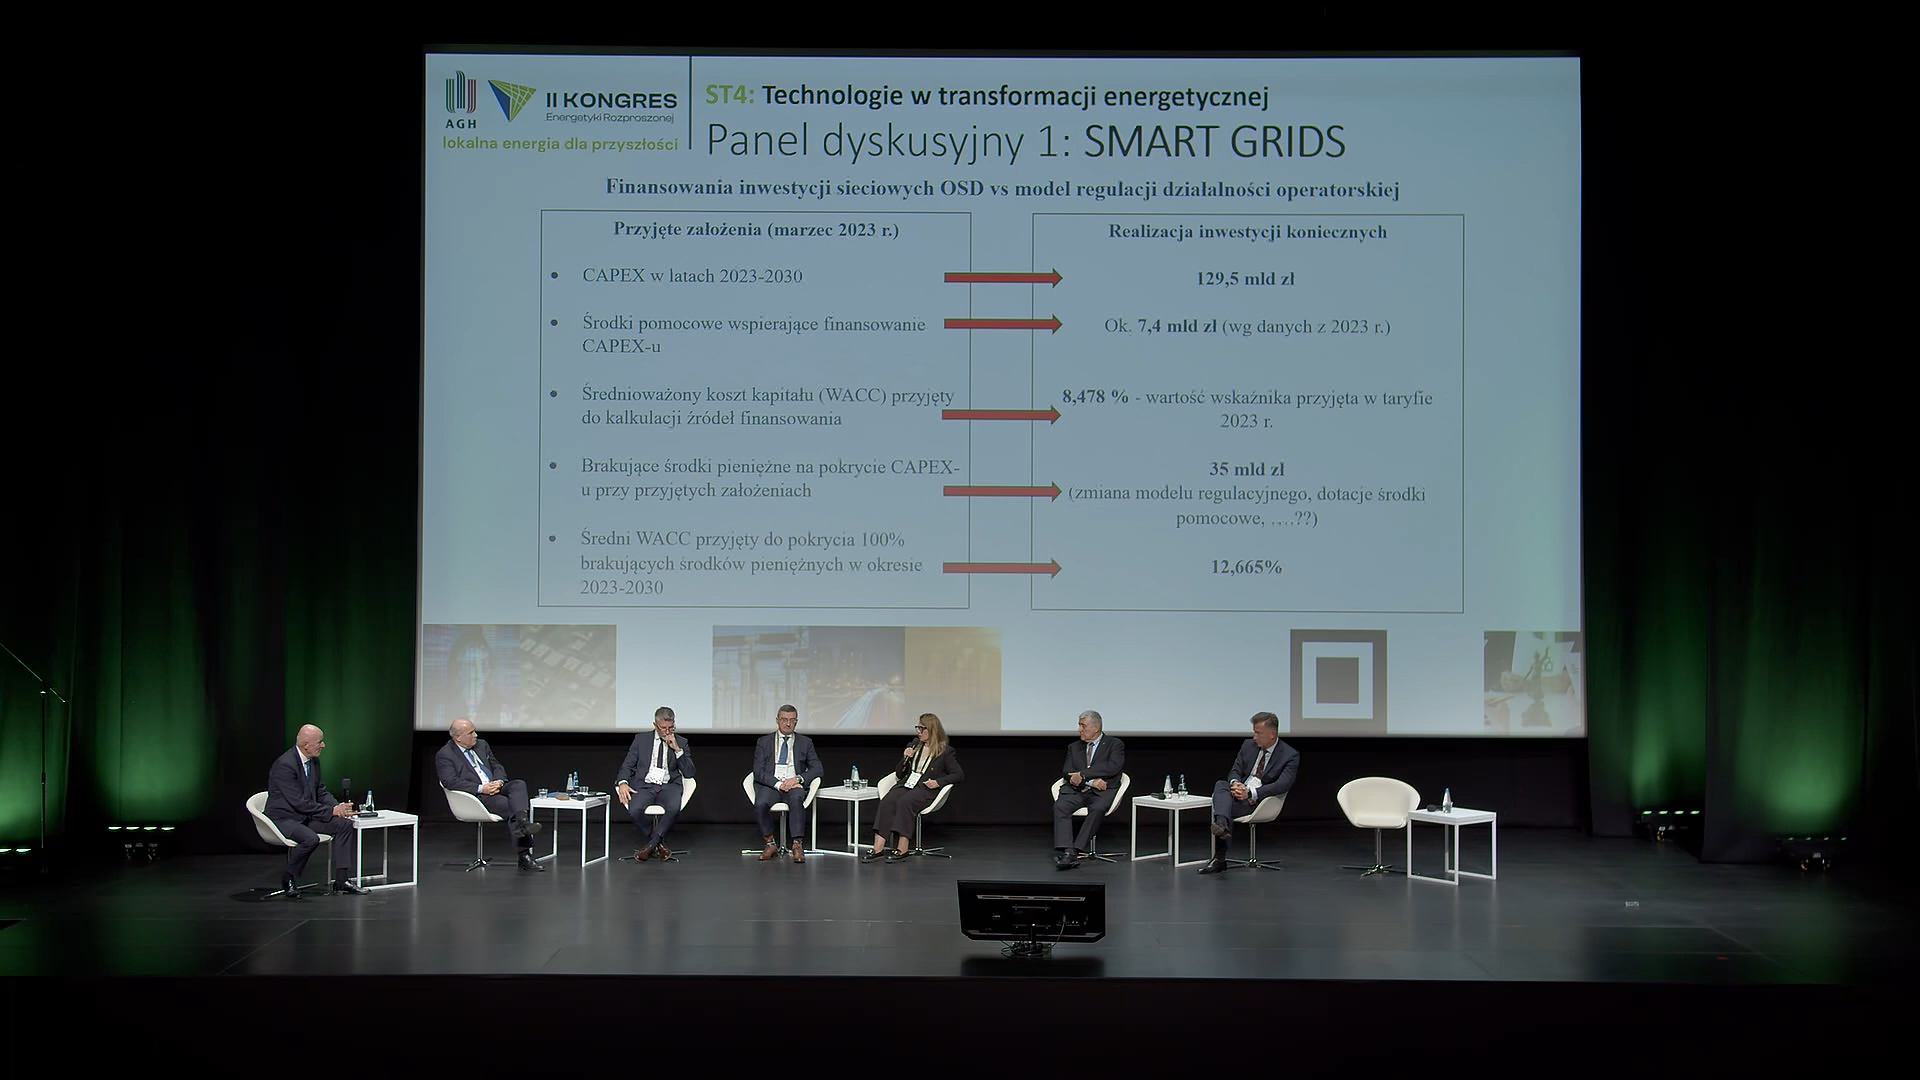 AGH
II KONGRES
Energetyki Rozproszonej
lokalna energia dla przyszłości
ST4: Technologie w transformacji energetycznej
Panel dyskusyjny 1: SMART GRIDS
Finansowania inwestycji sieciowych OSD vs model regulacji działalności operatorskiej
Przyjęte założenia (marzec 2023 r.)
• CAPEX w latach 2023-2030
• Środki pomocowe wspierające finansowanie
CAPEX-u
• Średnioważony koszt kapitału (WACC) przyjęty
do kalkulacji źródeł finansowania
• Brakujące środki pieniężne na pokrycie CAPEX-
u przy przyjętych założeniach
• Średni WACC przyjęty do pokrycia 100%
brakujących środków pieniężnych w okresie
2023-2030
Realizacja inwestycji koniecznych
129,5 mld zł
Ok. 7,4 mld zł (wg danych z 2023 r.)
8,478 % - wartość wskaźnika przyjęta w taryfie
2023 r.
35 mld zł
(zmiana modelu regulacyjnego, dotacje środki
pomocowe, ….??)
12,665%